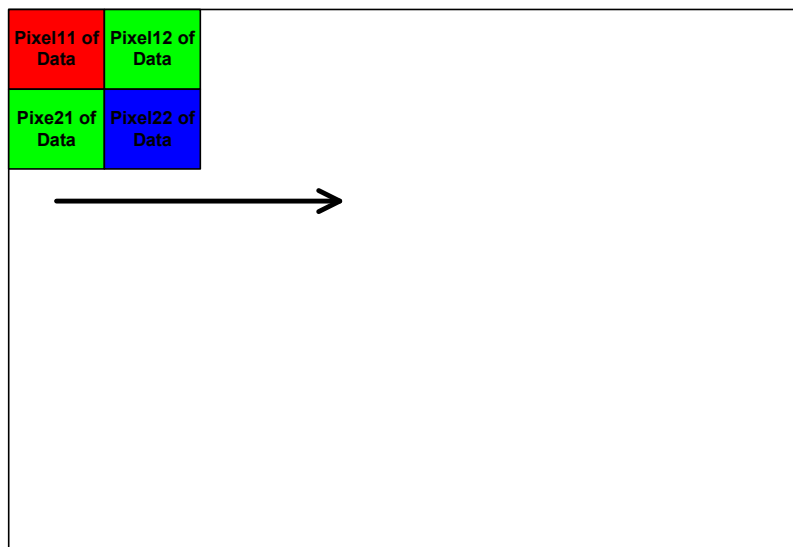 Pixel11 of
Data
Pixel12 of
Data
Pixe21 of
Data
Pixel22 of
Data